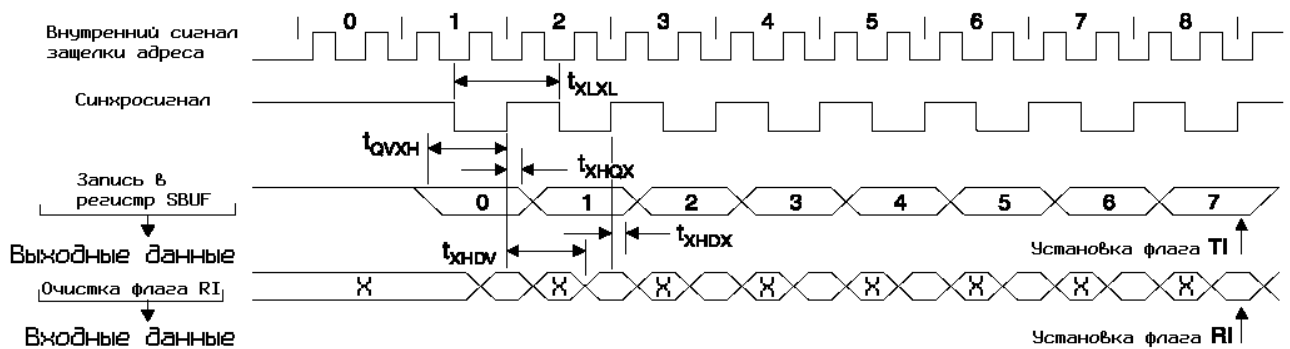 0 1 2 3 4 5 6 7 8
Внутренний сигнал
защелки адреса
tXLXL
Синхросигнал
tQVXH
tXHQX
Запись в
регистр SBUF
0 1 2 3 4 5 6 7
Выходные данные
tXHDV
tXHDX
Установка флага TI
Очистка флага RI
X X X X X X X X
Входные данные
Установка флага RI